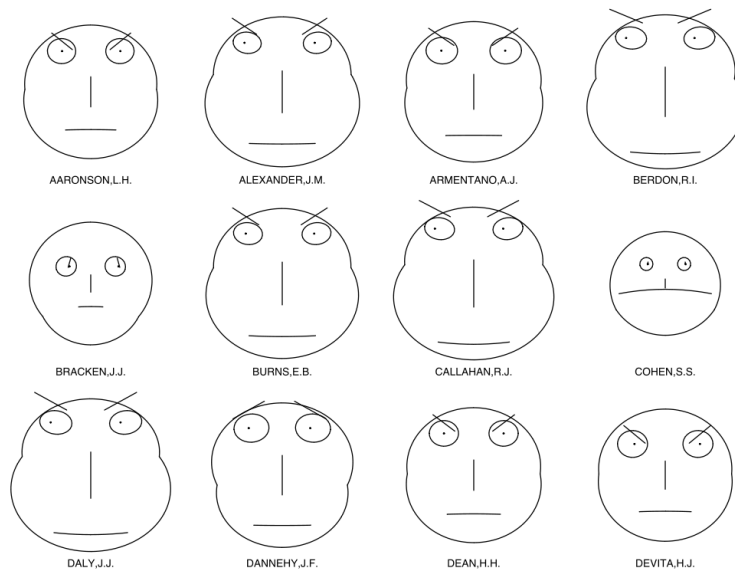 AARONSON,L.H.
ALEXANDER,J.M.
ARMENTANO,A.J.
BERDON,R.I.
BRACKEN,J.J.
BURNS,E.B.
CALLAHAN,R.J.
COHEN,S.S.
DALY,J.J.
DANNEHY,J.F.
DEAN,H.H.
DEVITA,H.J.